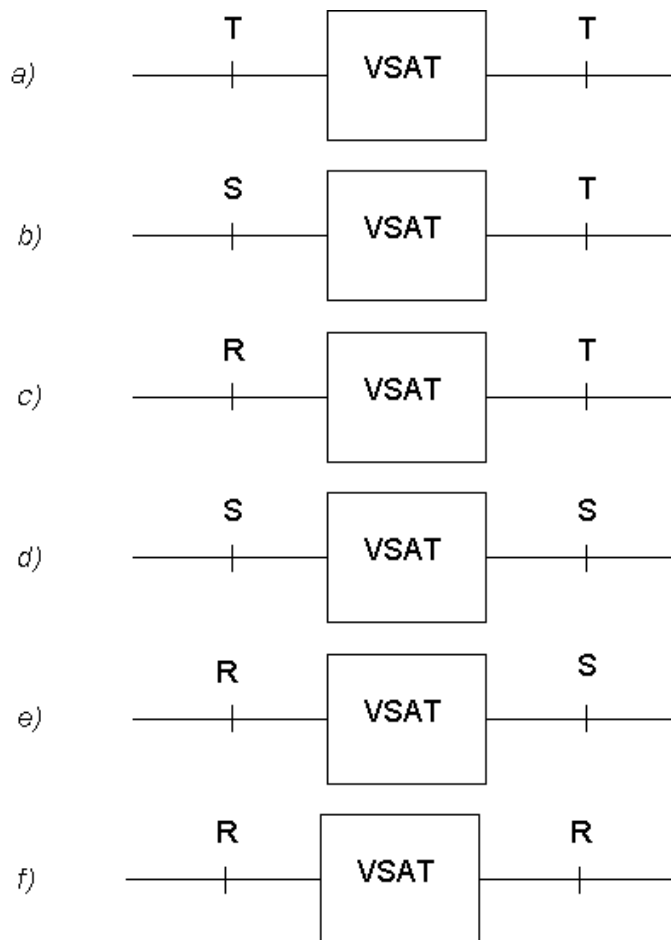 T T
a) VSAT
S T
b) VSAT
R T
c) VSAT
S S
d) VSAT
R S
e) VSAT
R R
f) VSAT